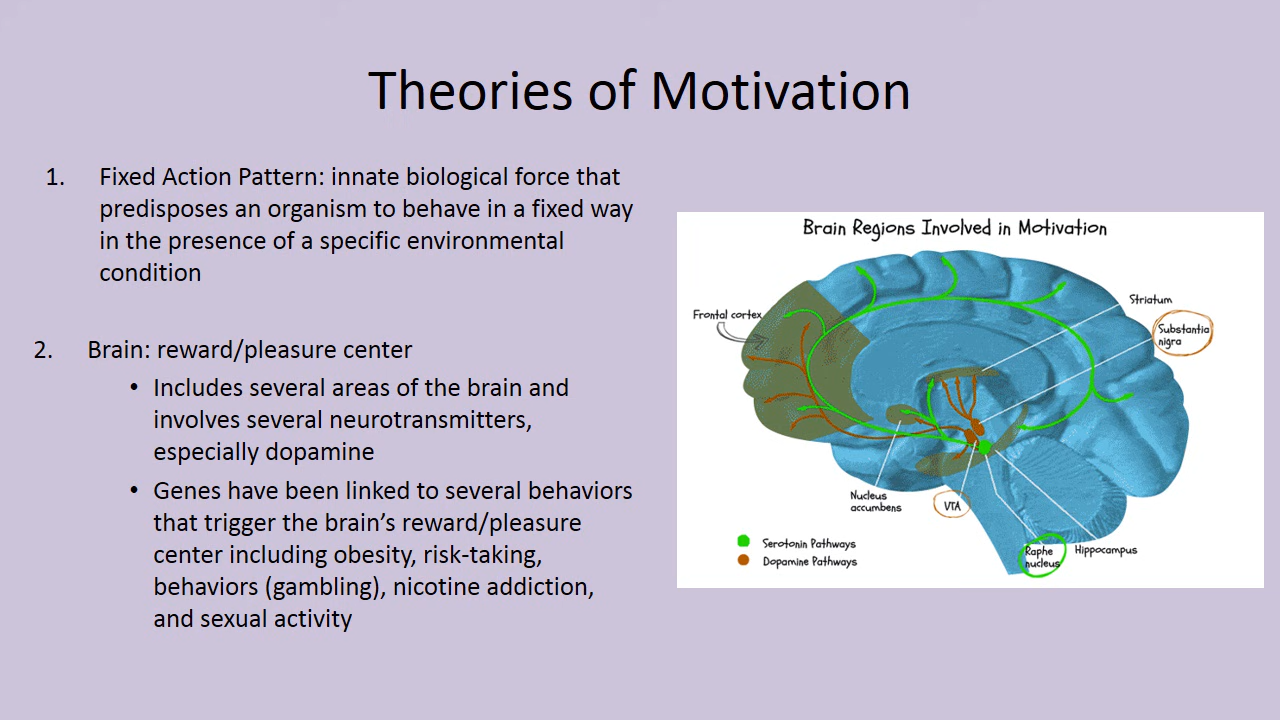 Theories of Motivation
1. Fixed Action Pattern: innate biological force that
predisposes an organism to behave in a fixed way
in the presence of a specific environmental
condition
2. Brain: reward/pleasure center
• Includes several areas of the brain and
involves several neurotransmitters,
especially dopamine
• Genes have been linked to several behaviors
that trigger the brain’s reward/pleasure
center including obesity, risk-taking,
behaviors (gambling), nicotine addiction,
and sexual activity
Brain Regions Involved in Motivation
Frontal cortex
Striatum
Substantia
nigra
Nucleus
accumbens
VTA
Raphe
nucleus
Hippocampus
Serotonin Pathways
Dopamine Pathways